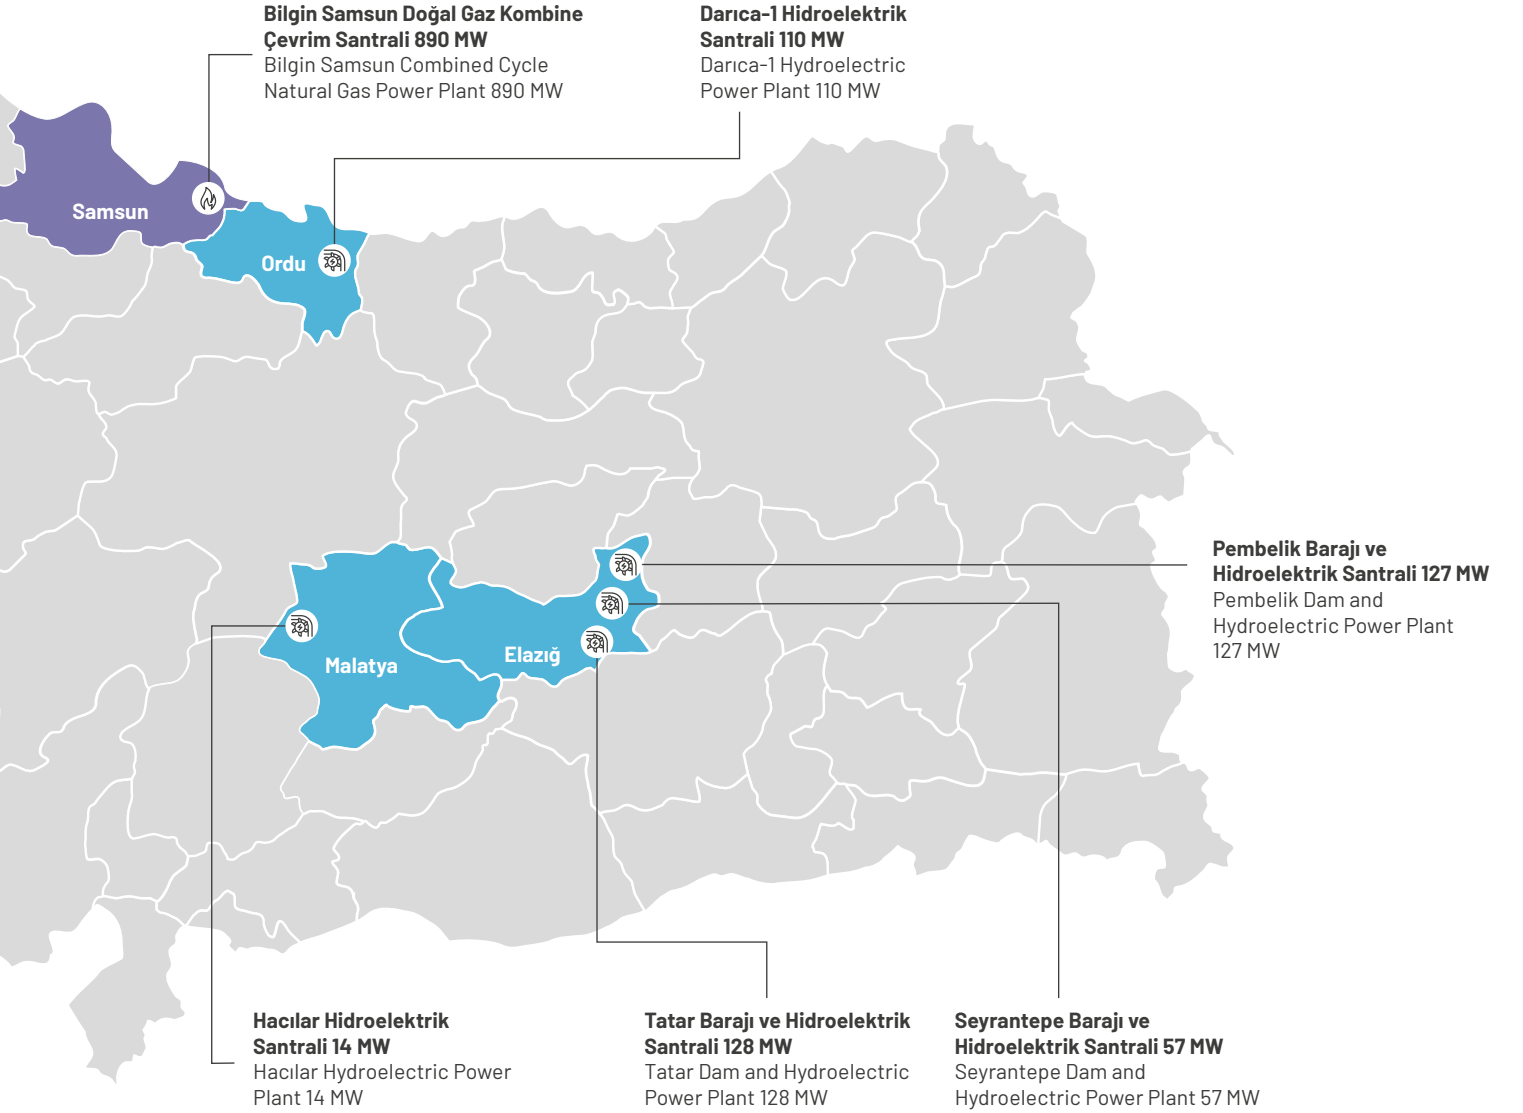 Bilgin Samsun Doğal Gaz Kombine
Çevrim Santrali 890 MW
Bilgin Samsun Combined Cycle
Natural Gas Power Plant 890 MW
Darıca-1 Hidroelektrik
Santrali 110 MW
Darıca-1 Hydroelectric
Power Plant 110 MW
Samsun
Ordu
Pembelik Barajı ve
Hidroelektrik Santrali 127 MW
Pembelik Dam and
Hydroelectric Power Plant
127 MW
Elazığ
Malatya
Hacılar Hidroelektrik
Santrali 14 MW
Hacılar Hydroelectric Power
Plant 14 MW
Tatar Barajı ve Hidroelektrik
Santrali 128 MW
Tatar Dam and Hydroelectric
Power Plant 128 MW
Seyrantepe Barajı ve
Hidroelektrik Santrali 57 MW
Seyrantepe Dam and
Hydroelectric Power Plant 57 MW